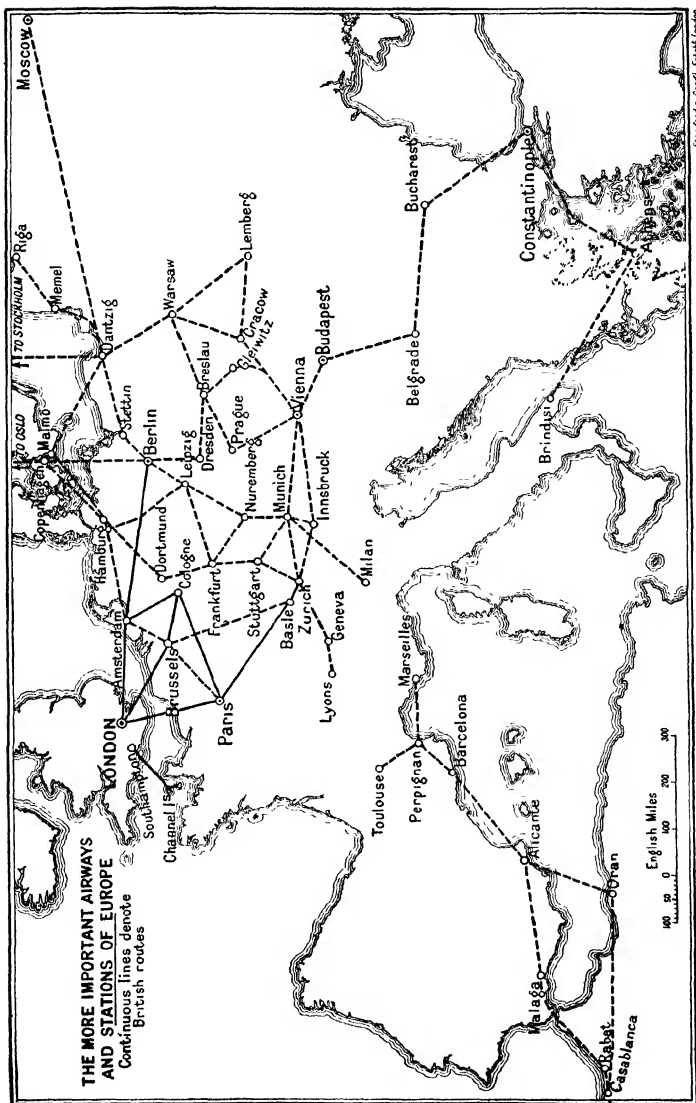 THE MORE IMPORTANT AIRWAYS
AND STATIONS OF EUROPE
Continuous lines denote
British routes
Moscow
TO STOCKHOLM
Riga
Memel
TO OSLO
Malmö
Copenhagen
Dantzig
Hamburg
Stettin
Berlin
Warsaw
Lemberg
Cracow
Gleiwitz
Breslau
Dresden
Leipzig
Prague
Dortmund
Cologne
Amsterdam
LONDON
Southampton
Channel Is.
Brussels
Paris
Frankfurt
Nuremberg
Stuttgart
Munich
Vienna
Budapest
Innsbruck
Basle
Zurich
Geneva
Lyons
Milan
Belgrade
Bucharest
Constantinople
Athens
Brindisi
Marseilles
Toulouse
Perpignan
Barcelona
Alicante
Malaga
Oran
Rabat
Casablanca
100 50 0 100 200 300
English Miles